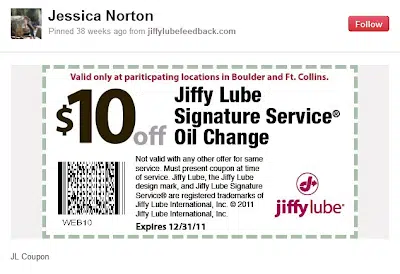 Jessica Norton
Pinned 38 weeks ago from jiffylubefeedback.com
Follow
Valid only at pariticpating locations in Boulder and Ft. Collins.
$10 off
Jiffy Lube
Signature Service®
Oil Change
Not valid with any other offer for same
service. Must present coupon at time
of service. Jiffy Lube, the Jiffy Lube
design mark, and Jiffy Lube Signature
Service® are registered trademarks of
Jiffy Lube International, Inc. © 2011
Jiffy Lube International, Inc.
Expires 12/31/11
WEB10
jiffylube®
JL Coupon